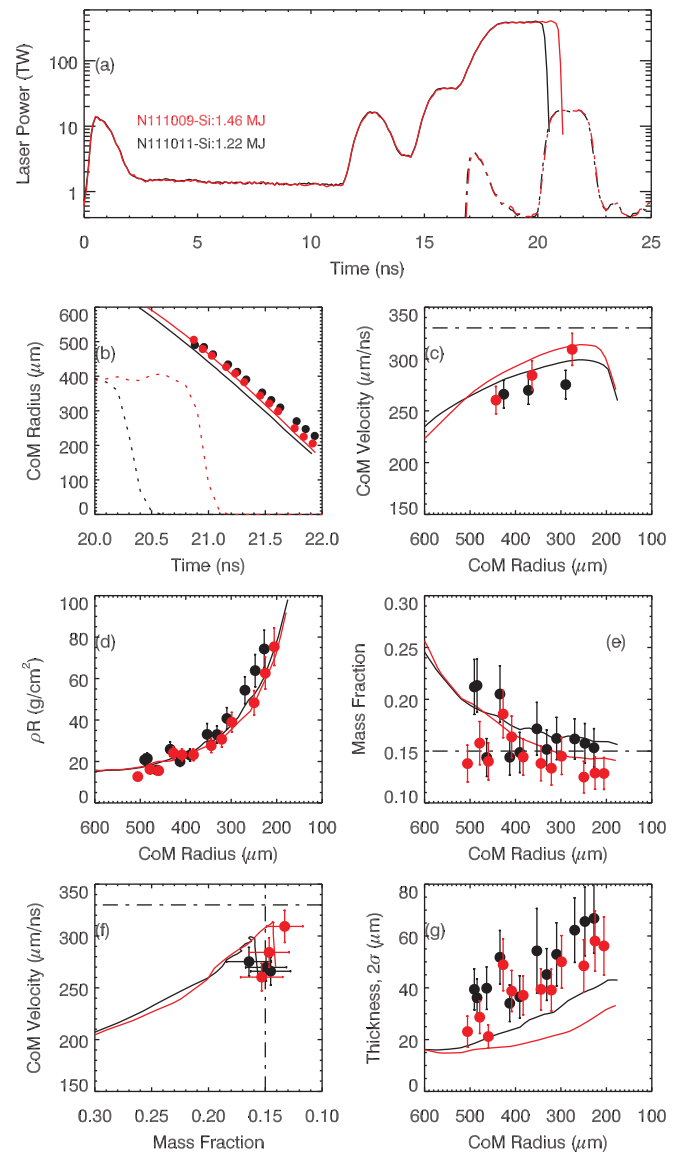 (a)
Laser Power (TW)
100
10
1
N111009-Si:1.46 MJ
N111011-Si:1.22 MJ
0 5 10 15 20 25
Time (ns)
(b)
CoM Radius (μm)
600
500
400
300
200
100
0
20.0 20.5 21.0 21.5 22.0
Time (ns)
(c)
CoM Velocity (μm/ns)
350
300
250
200
150
600 500 400 300 200 100
CoM Radius (μm)
(d)
ρR (g/cm²)
100
80
60
40
20
0
600 500 400 300 200 100
CoM Radius (μm)
(e)
Mass Fraction
0.30
0.25
0.20
0.15
0.10
600 500 400 300 200 100
CoM Radius (μm)
(f)
CoM Velocity (μm/ns)
350
300
250
200
150
0.30 0.25 0.20 0.15 0.10
Mass Fraction
(g)
Thickness, 2σ (μm)
80
60
40
20
0
600 500 400 300 200 100
CoM Radius (μm)